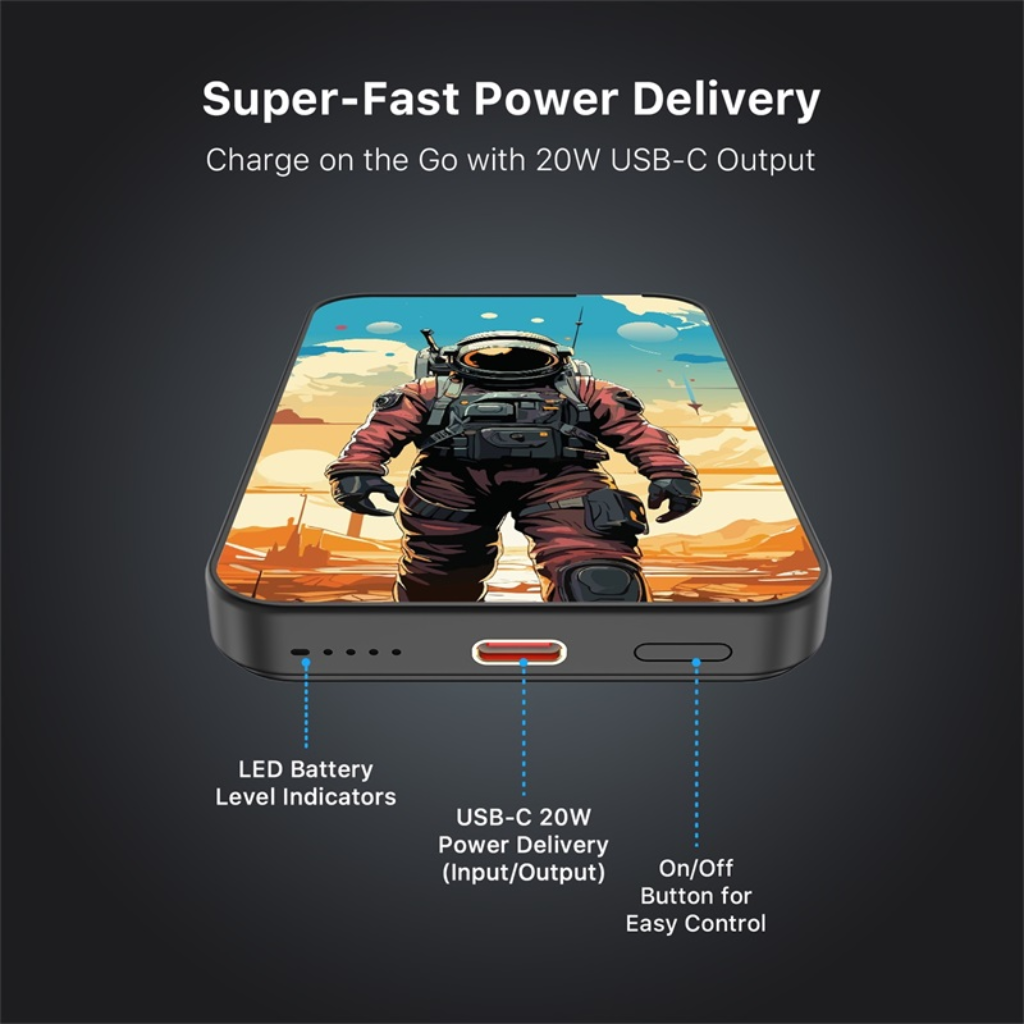 Super-Fast Power Delivery
Charge on the Go with 20W USB-C Output
LED Battery
Level Indicators
USB-C 20W
Power Delivery
(Input/Output)
On/Off
Button for
Easy Control